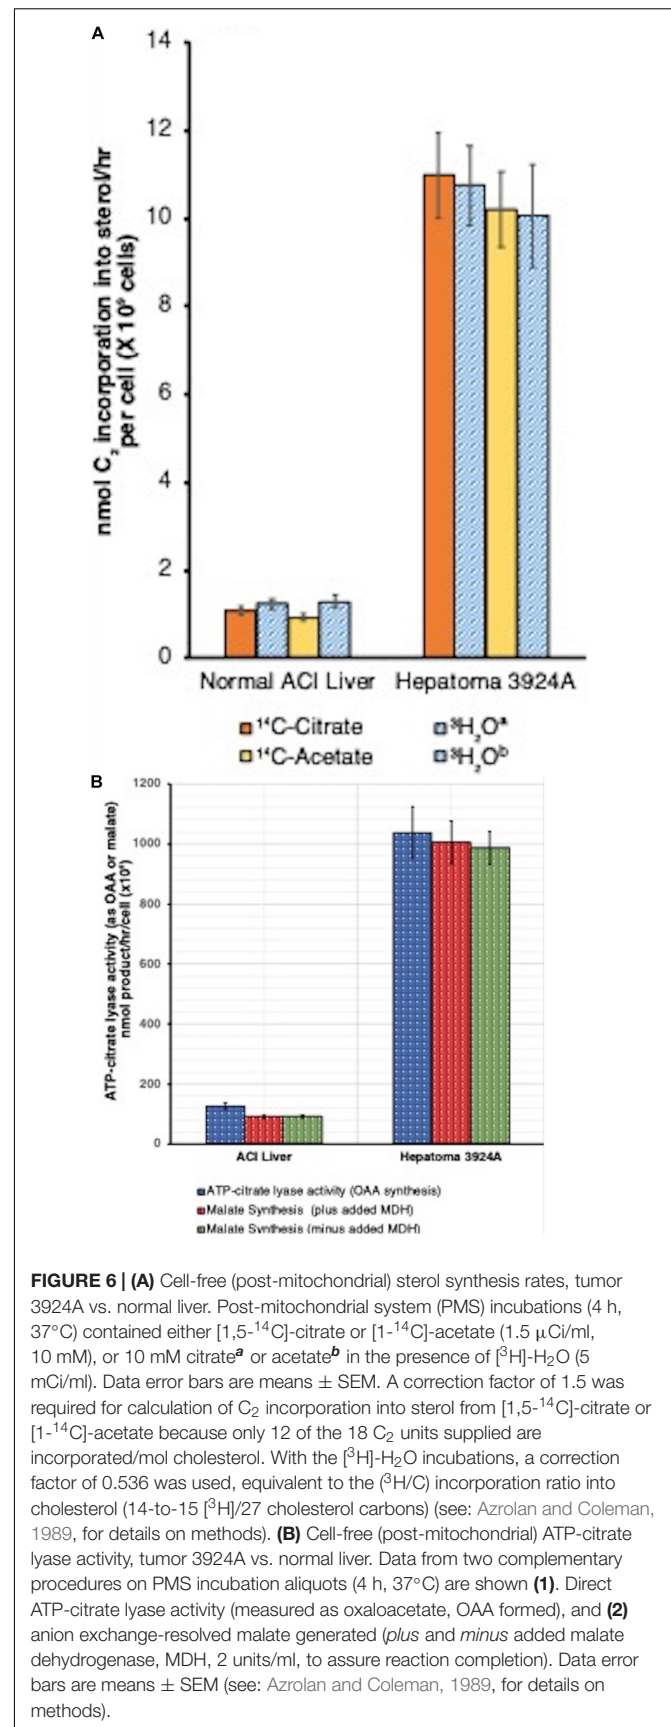 A
14
12
10
8
6
4
2
0
nmol C₂ incorporation into sterol/hr
per cell (X 10⁹ cells)
Normal ACI Liver Hepatoma 3924A
¹⁴C-Citrate ³H₂Oᵃ
¹⁴C-Acetate ³H₂Oᵇ
B
1200
1000
800
600
400
200
0
ATP-citrate lyase activity (as OAA or malate)
nmol product/hr/cell
ACI Liver Hepatoma 3924A
ATP-citrate lyase activity (OAA synthesis)
Malate Synthesis (plus added MDH)
Malate Synthesis (minus added MDH)
FIGURE 6 | (A) Cell-free (post-mitochondrial) sterol synthesis rates, tumor
3924A vs. normal liver. Post-mitochondrial system (PMS) incubations (4 h,
37°C) contained either [1,5-¹⁴C]-citrate or [1-¹⁴C]-acetate (1.5 μCi/ml,
10 mM), or 10 mM citrateᵃ or acetateᵇ in the presence of [³H]-H₂O (5
mCi/ml). Data error bars are means ± SEM. A correction factor of 1.5 was
required for calculation of C₂ incorporation into sterol from [1,5-¹⁴C]-citrate or
[1-¹⁴C]-acetate because only 12 of the 18 C₂ units supplied are
incorporated/mol cholesterol. With the [³H]-H₂O incubations, a correction
factor of 0.536 was used, equivalent to the (³H/C) incorporation ratio into
cholesterol (14-to-15 [³H]/27 cholesterol carbons) (see: Azrolan and Coleman,
1989, for details on methods). (B) Cell-free (post-mitochondrial) ATP-citrate
lyase activity, tumor 3924A vs. normal liver. Data from two complementary
procedures on PMS incubation aliquots (4 h, 37°C) are shown (1). Direct
ATP-citrate lyase activity (measured as oxaloacetate, OAA formed), and (2)
anion exchange-resolved malate generated (plus and minus added malate
dehydrogenase, MDH, 2 units/ml, to assure reaction completion). Data error
bars are means ± SEM (see: Azrolan and Coleman, 1989, for details on
methods).